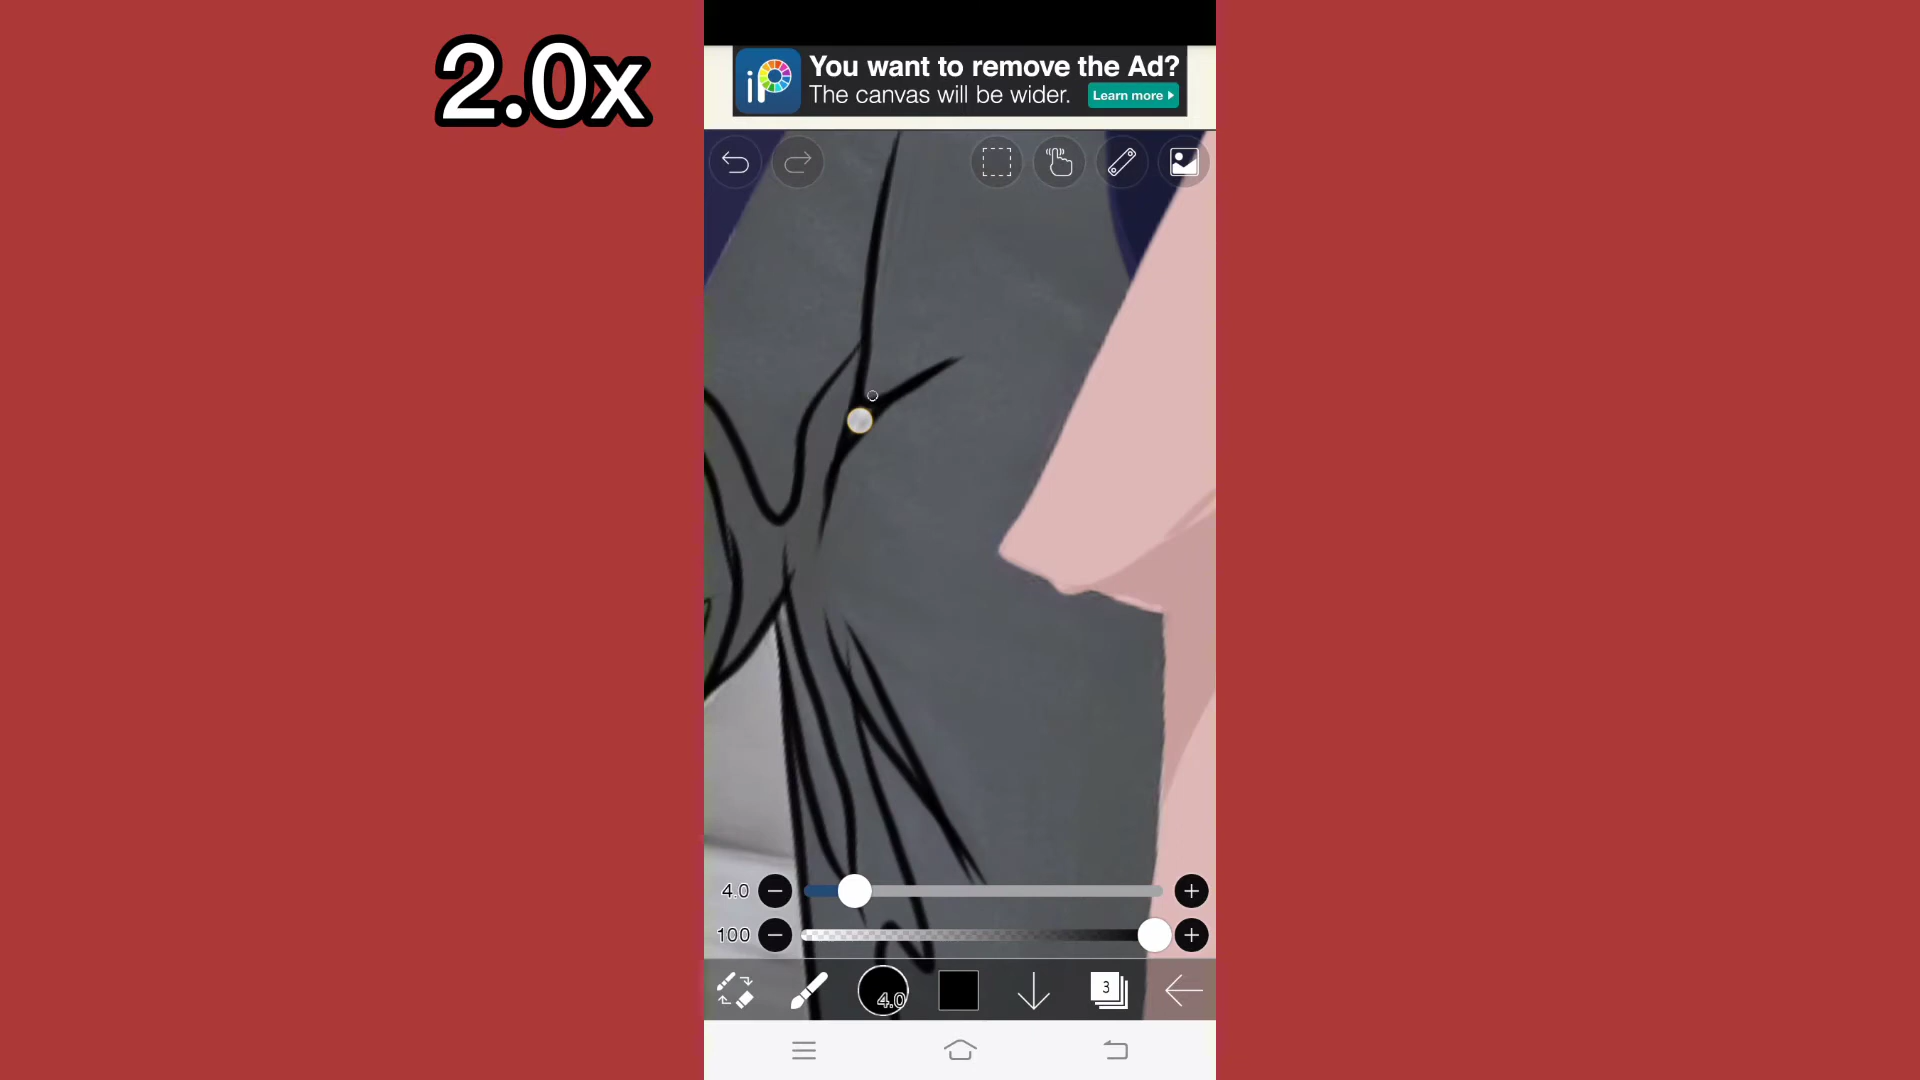 2.0x
iP
You want to remove the Ad?
The canvas will be wider.
Learn more
4.0
100
4.0
3